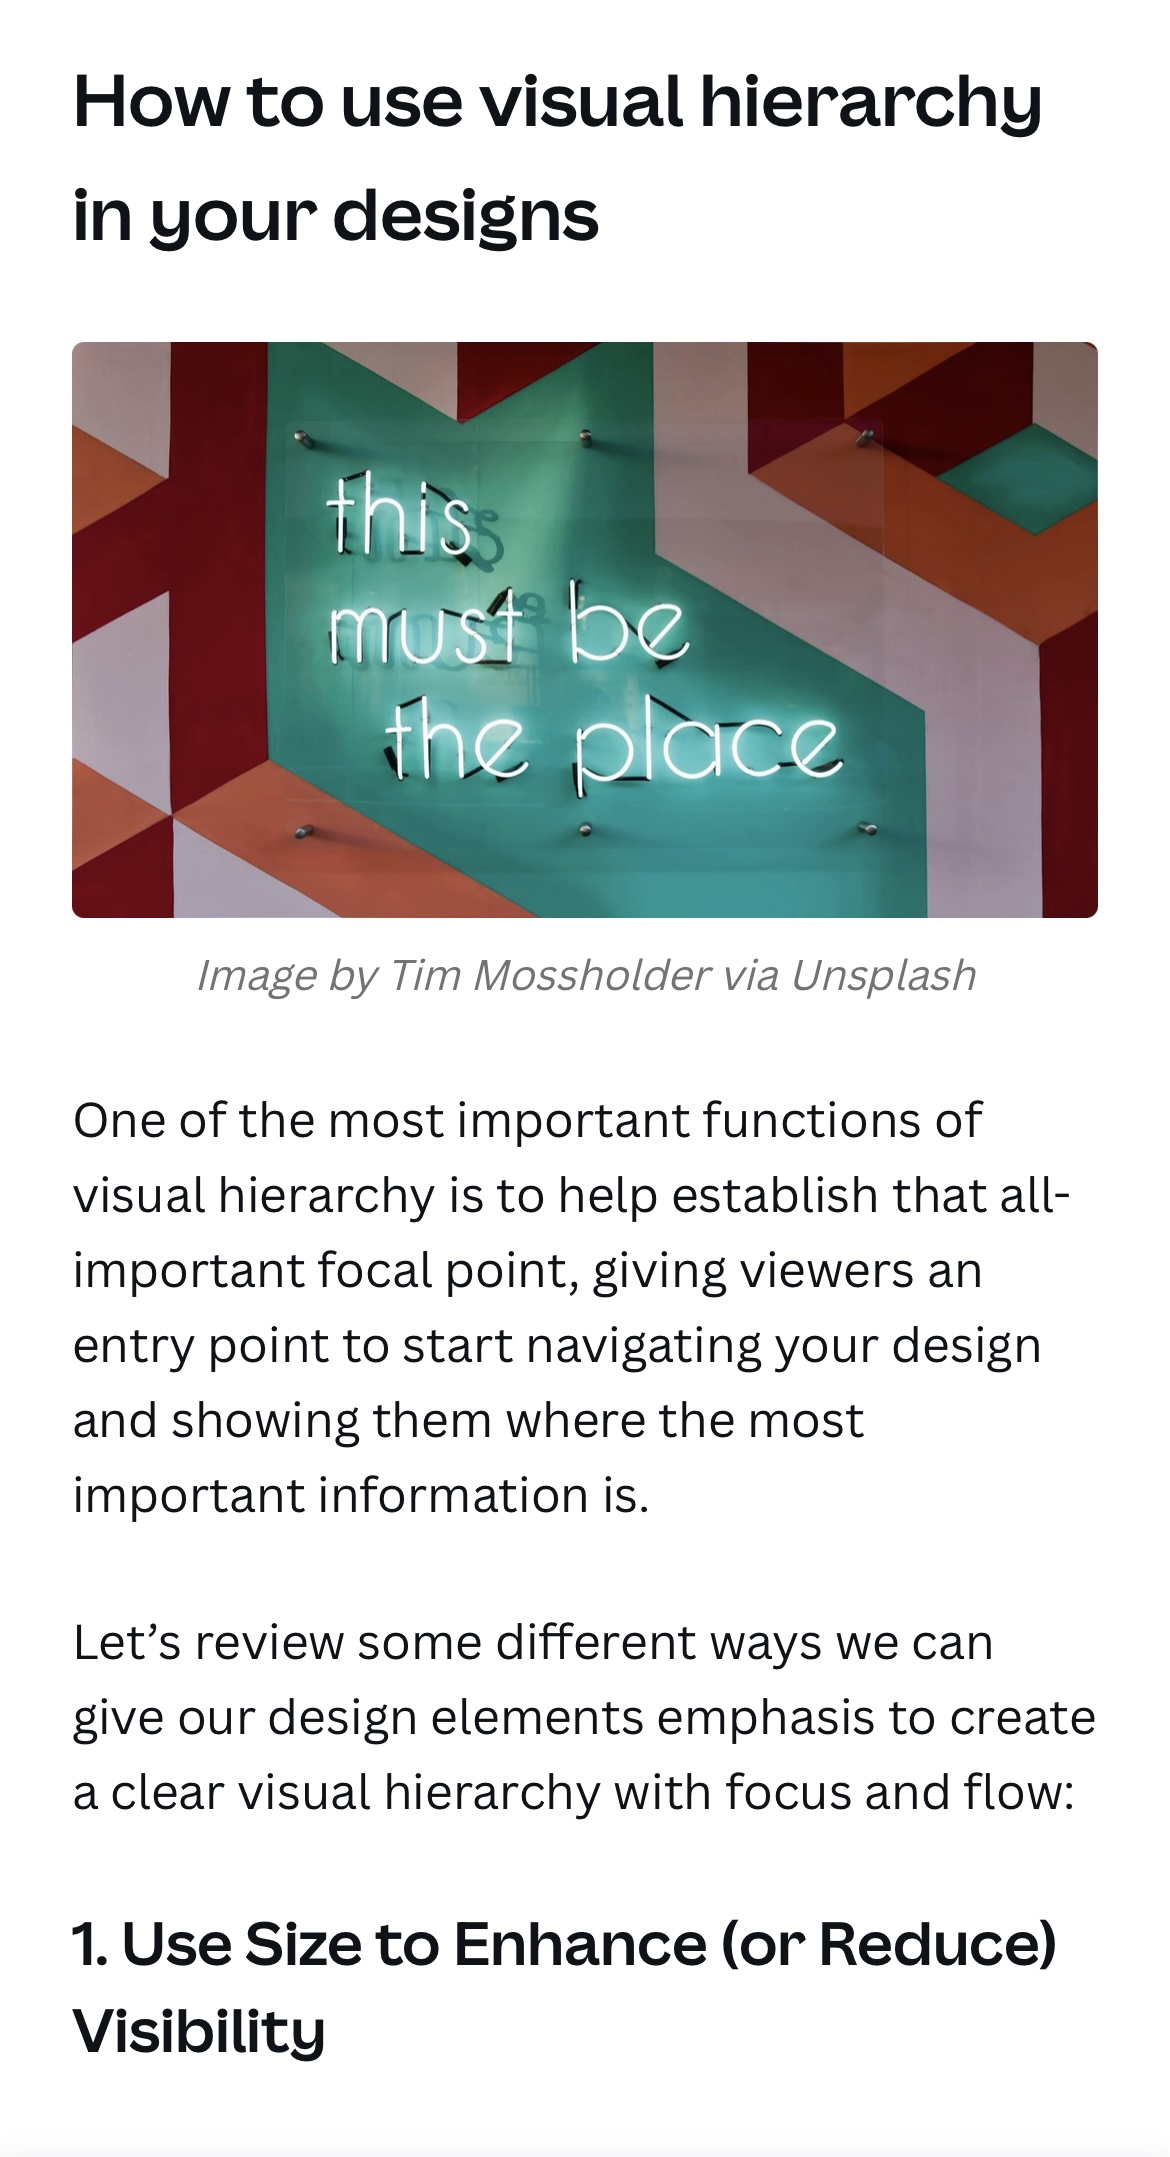 How to use visual hierarchy
in your designs
this
must be
the place
Image by Tim Mossholder via Unsplash
One of the most important functions of
visual hierarchy is to help establish that all-
important focal point, giving viewers an
entry point to start navigating your design
and showing them where the most
important information is.
Let’s review some different ways we can
give our design elements emphasis to create
a clear visual hierarchy with focus and flow:
1. Use Size to Enhance (or Reduce)
Visibility